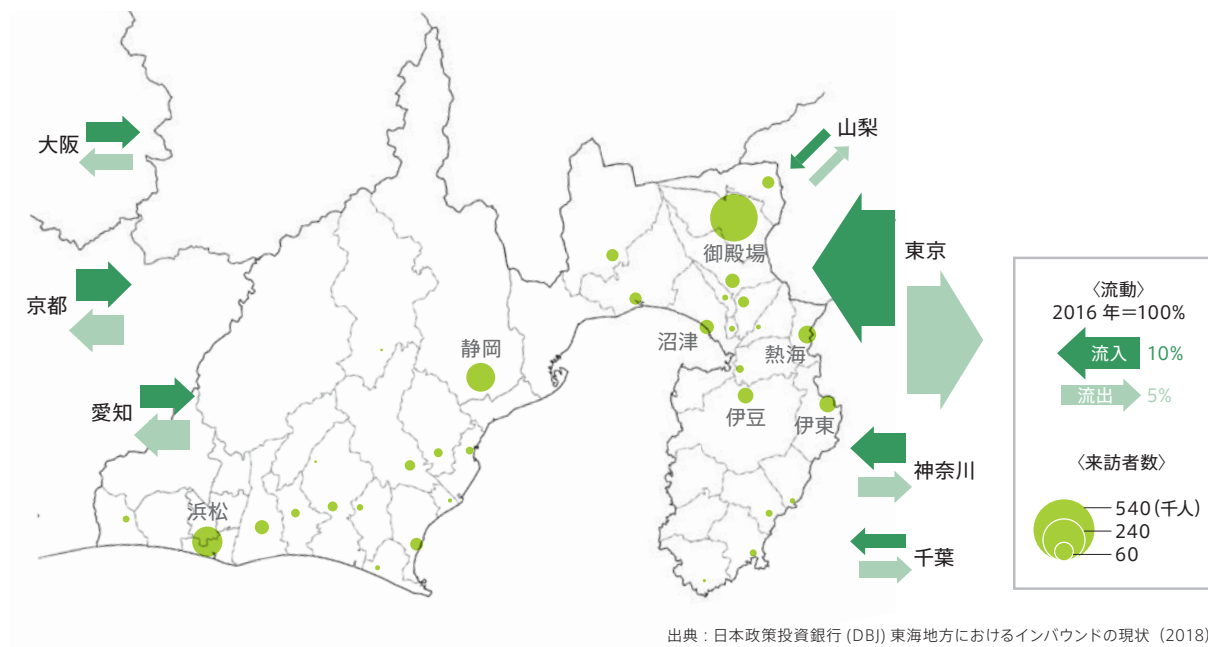 大阪
京都
愛知
山梨
東京
神奈川
千葉
御殿場
沼津
熱海
静岡
伊豆
伊東
浜松
〈流動〉
2016 年＝100%
流入 10%
流出 5%
〈来訪者数〉
540 (千人)
240
60
出典 : 日本政策投資銀行 (DBJ) 東海地方におけるインバウンドの現状（2018)